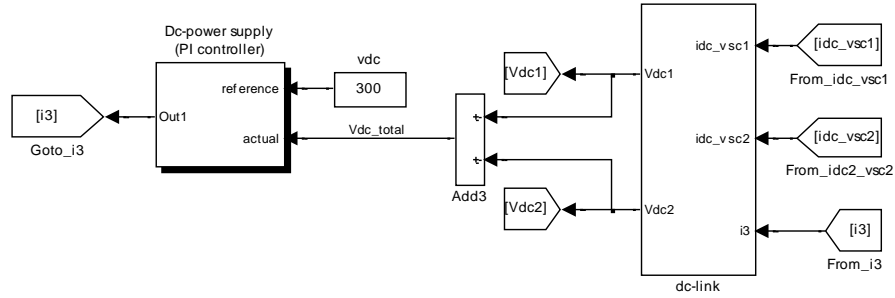 Dc-power supply
(PI controller)
reference
actual
Out1
[i3]
Goto_i3
vdc
300
Vdc_total
Add3
+
+
[Vdc1]
[Vdc2]
Vdc1
Vdc2
idc_vsc1
idc_vsc2
i3
dc-link
[idc_vsc1]
From_idc_vsc1
[idc_vsc2]
From_idc2_vsc2
[i3]
From_i3